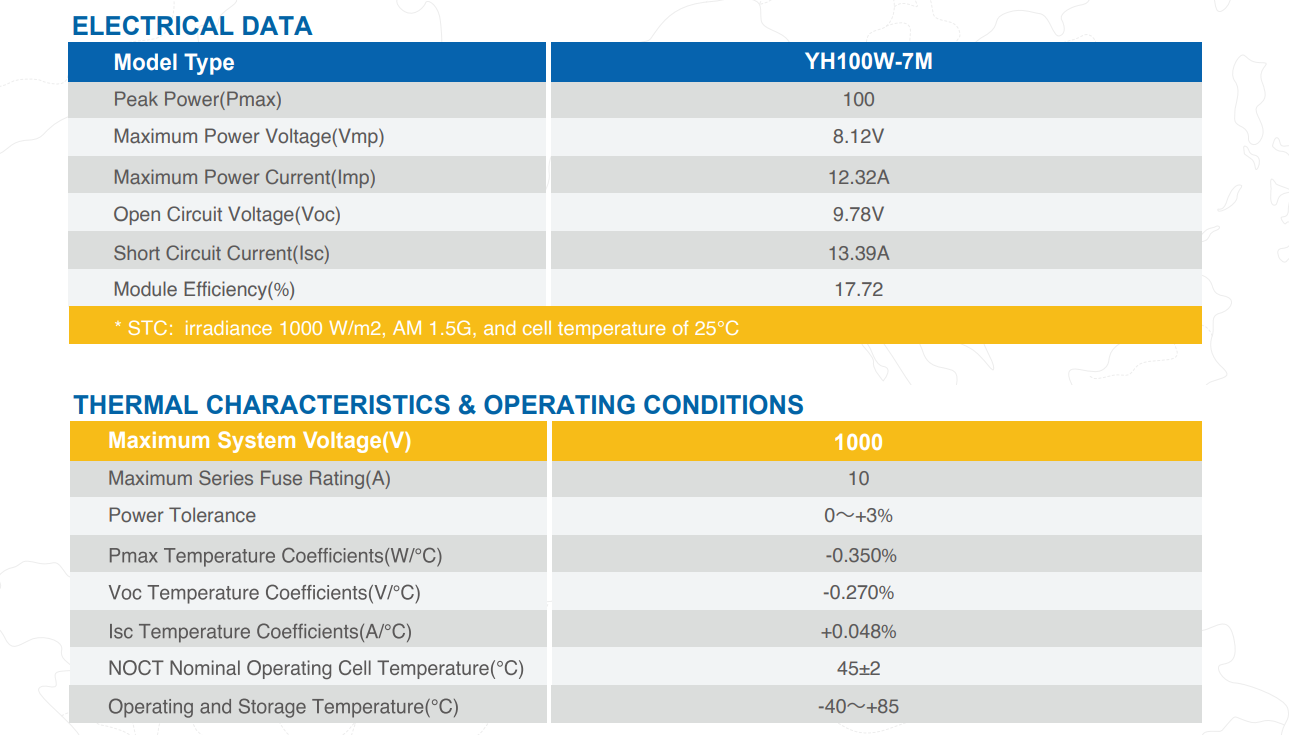 ELECTRICAL DATA
Model Type YH100W-7M
Peak Power(Pmax) 100
Maximum Power Voltage(Vmp) 8.12V
Maximum Power Current(Imp) 12.32A
Open Circuit Voltage(Voc) 9.78V
Short Circuit Current(Isc) 13.39A
Module Efficiency(%) 17.72
* STC: irradiance 1000 W/m2, AM 1.5G, and cell temperature of 25°C
THERMAL CHARACTERISTICS & OPERATING CONDITIONS
Maximum System Voltage(V) 1000
Maximum Series Fuse Rating(A) 10
Power Tolerance 0～+3%
Pmax Temperature Coefficients(W/°C) -0.350%
Voc Temperature Coefficients(V/°C) -0.270%
Isc Temperature Coefficients(A/°C) +0.048%
NOCT Nominal Operating Cell Temperature(°C) 45±2
Operating and Storage Temperature(°C) -40～+85